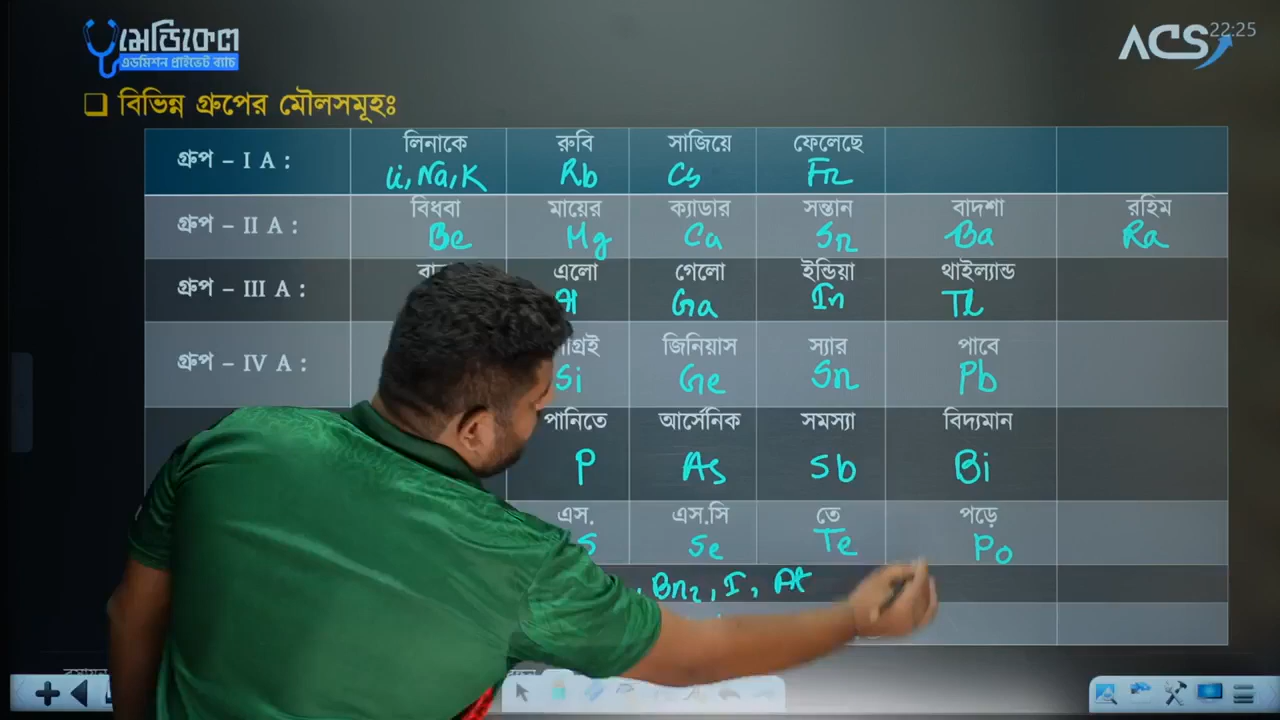 মেডিকেল
এডমিশন প্রাইভেট ব্যাচ
ACS
22:25
❑ বিভিন্ন গ্রুপের মৌলসমূহঃ
গ্রুপ – I A : লিনাকে রুবি সাজিয়ে ফেলেছে
Li, Na, K Rb Cs Fr
গ্রুপ – II A : বিধবা মায়ের ক্যাডার সন্তান বাদশা রহিম
Be Mg Ca Sr Ba Ra
গ্রুপ – III A : এলো গেলো ইন্ডিয়া থাইল্যান্ড
Al Ga In Tl
গ্রুপ – IV A : জিনিয়াস স্যার পাবে
Si Ge Sn Pb
পানিতে আর্সেনিক সমস্যা বিদ্যমান
P As Sb Bi
এস. এস.সি তে পড়ে
S Se Te Po
, Br₂, I, At